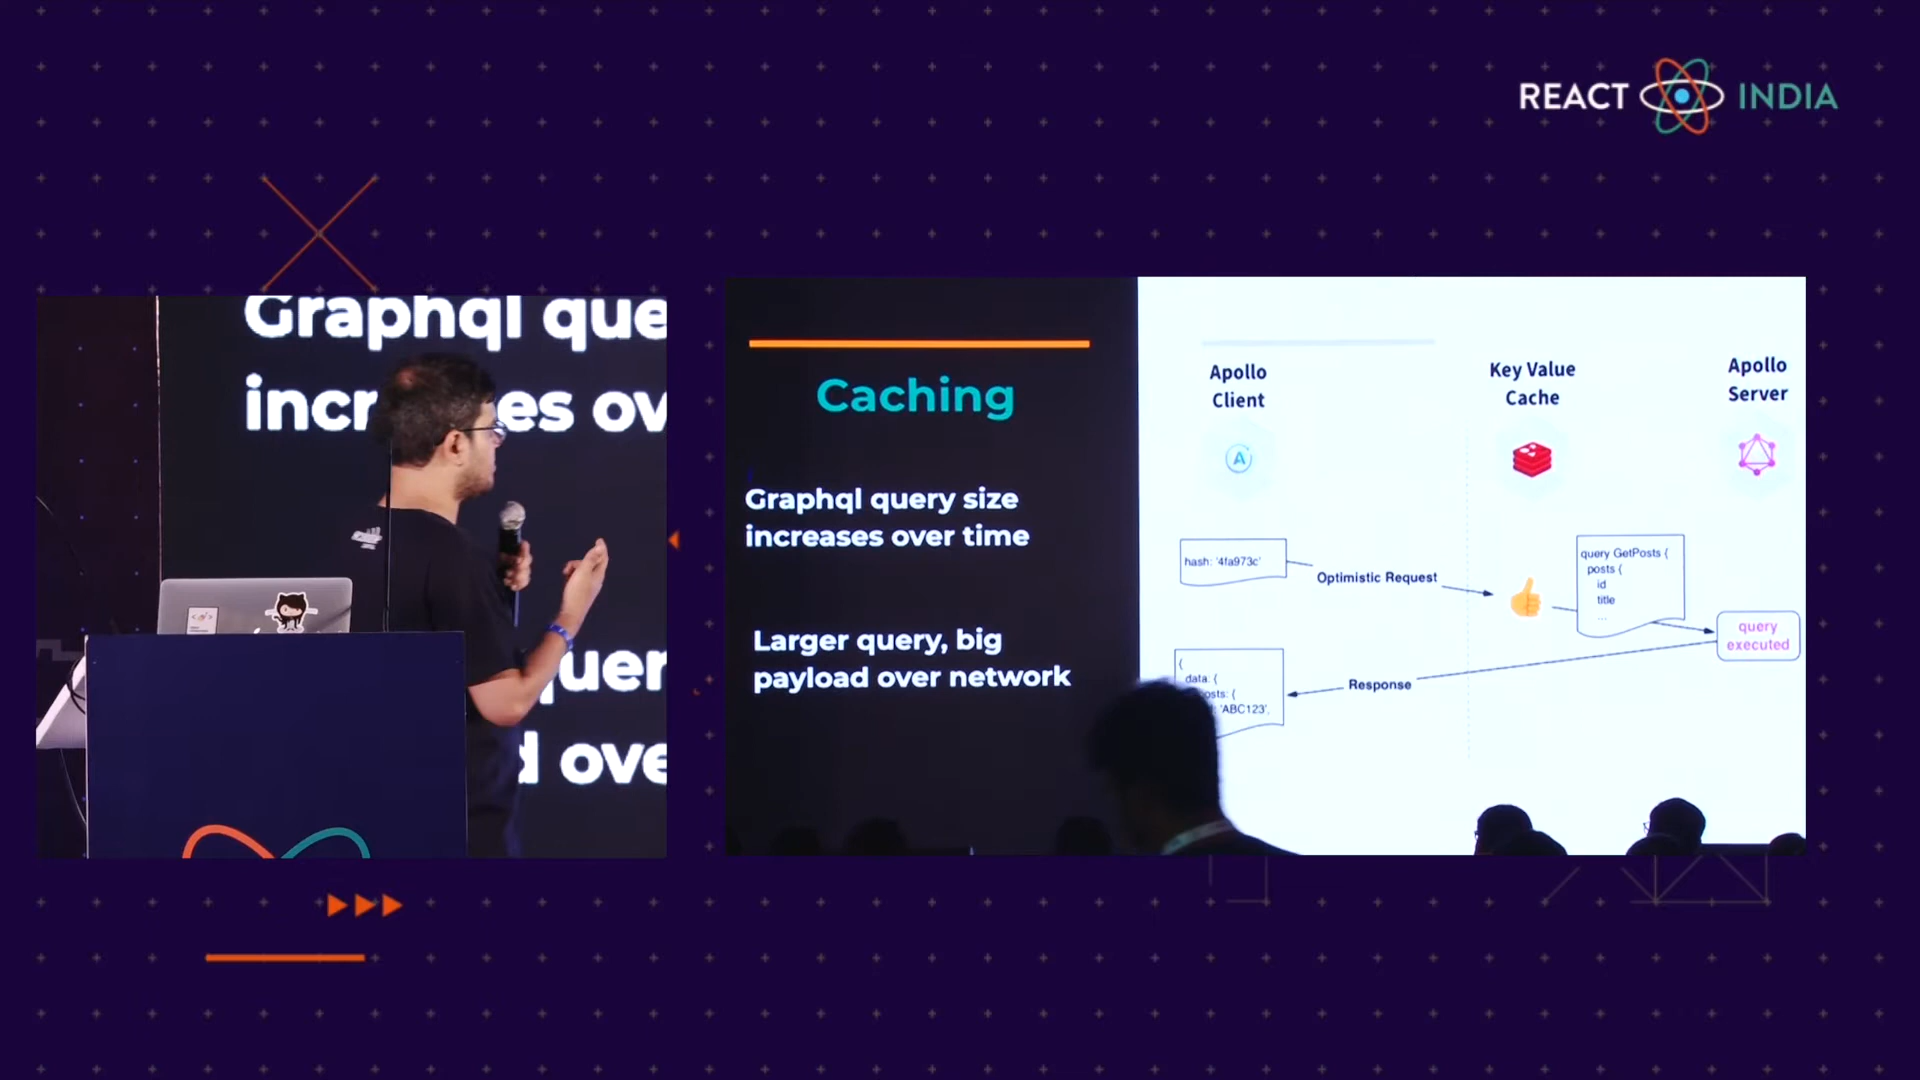 REACT INDIA
Graphql que
incr es ov
uer
d ove
Caching
Graphql query size
increases over time
Larger query, big
payload over network
Apollo
Client
Key Value
Cache
Apollo
Server
hash: '4fa973c'
Optimistic Request
query GetPosts {
posts {
id
title
...
query
executed
Response
{
data: {
osts: {
: 'ABC123',